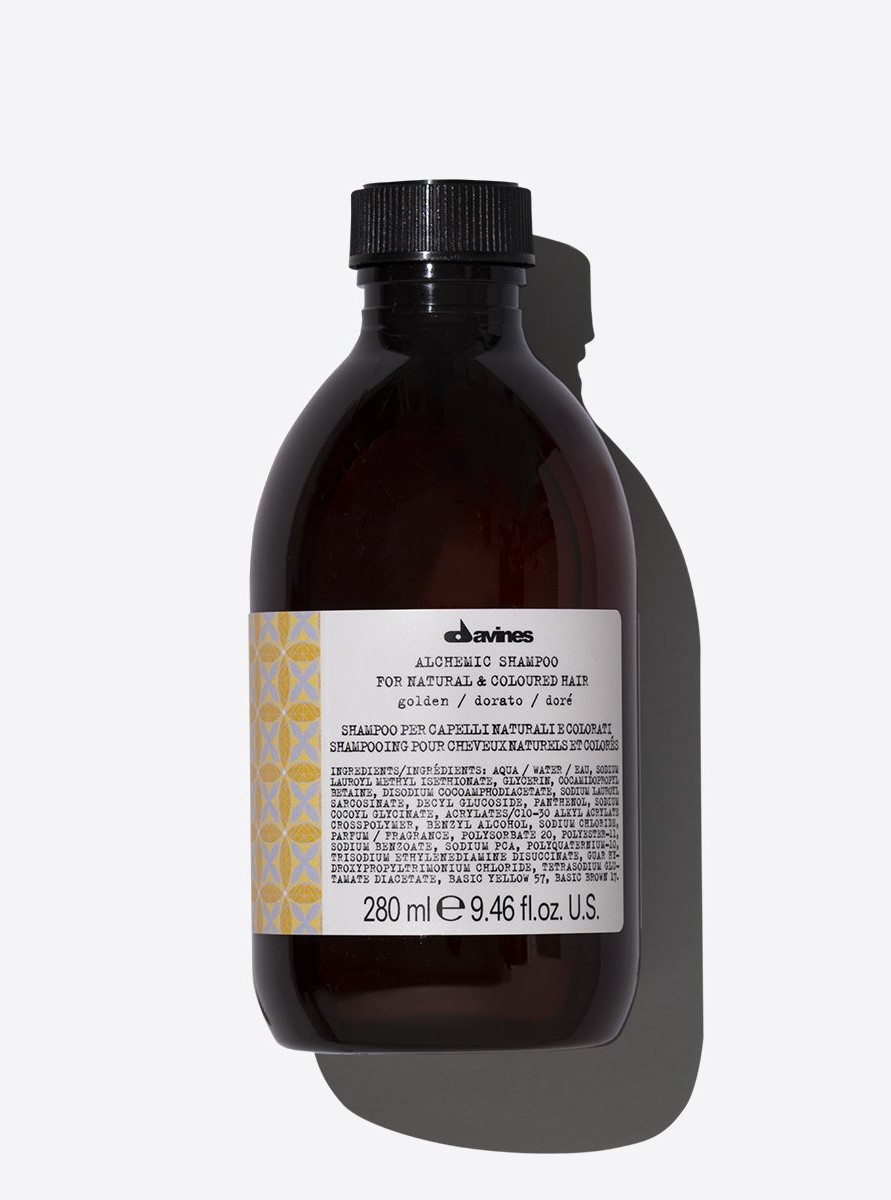 davines
ALCHEMIC SHAMPOO
FOR NATURAL & COLOURED HAIR
golden / dorato / doré
SHAMPOO PER CAPELLI NATURALI E COLORATI
SHAMPOOING POUR CHEVEUX NATURELS ET COLORÉS
INGREDIENTS/INGRÉDIENTS: AQUA / WATER / EAU, SODIUM
LAUROYL METHYL ISETHIONATE, GLYCERIN, COCAMIDOPROPYL
BETAINE, DISODIUM COCOAMPHODIACETATE, SODIUM LAUROYL
SARCOSINATE, DECYL GLUCOSIDE, PANTHENOL, SODIUM
COCOYL GLYCINATE, ACRYLATES/C10-30 ALKYL ACRYLATE
CROSSPOLYMER, BENZYL ALCOHOL, SODIUM CHLORIDE,
PARFUM / FRAGRANCE, POLYSORBATE 20, POLYESTER-11,
SODIUM BENZOATE, SODIUM PCA, POLYQUATERNIUM-10,
TRISODIUM ETHYLENEDIAMINE DISUCCINATE, GUAR HY-
DROXYPROPYLTRIMONIUM CHLORIDE, TETRASODIUM GLU-
TAMATE DIACETATE, BASIC YELLOW 57, BASIC BROWN 17.
280 ml ℮ 9.46 fl.oz. U.S.